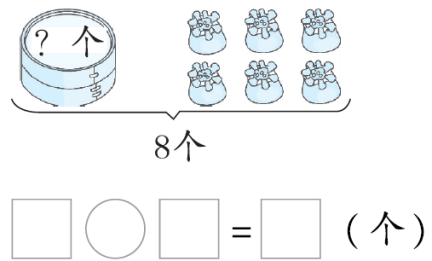 ? 个
8个
= (个)